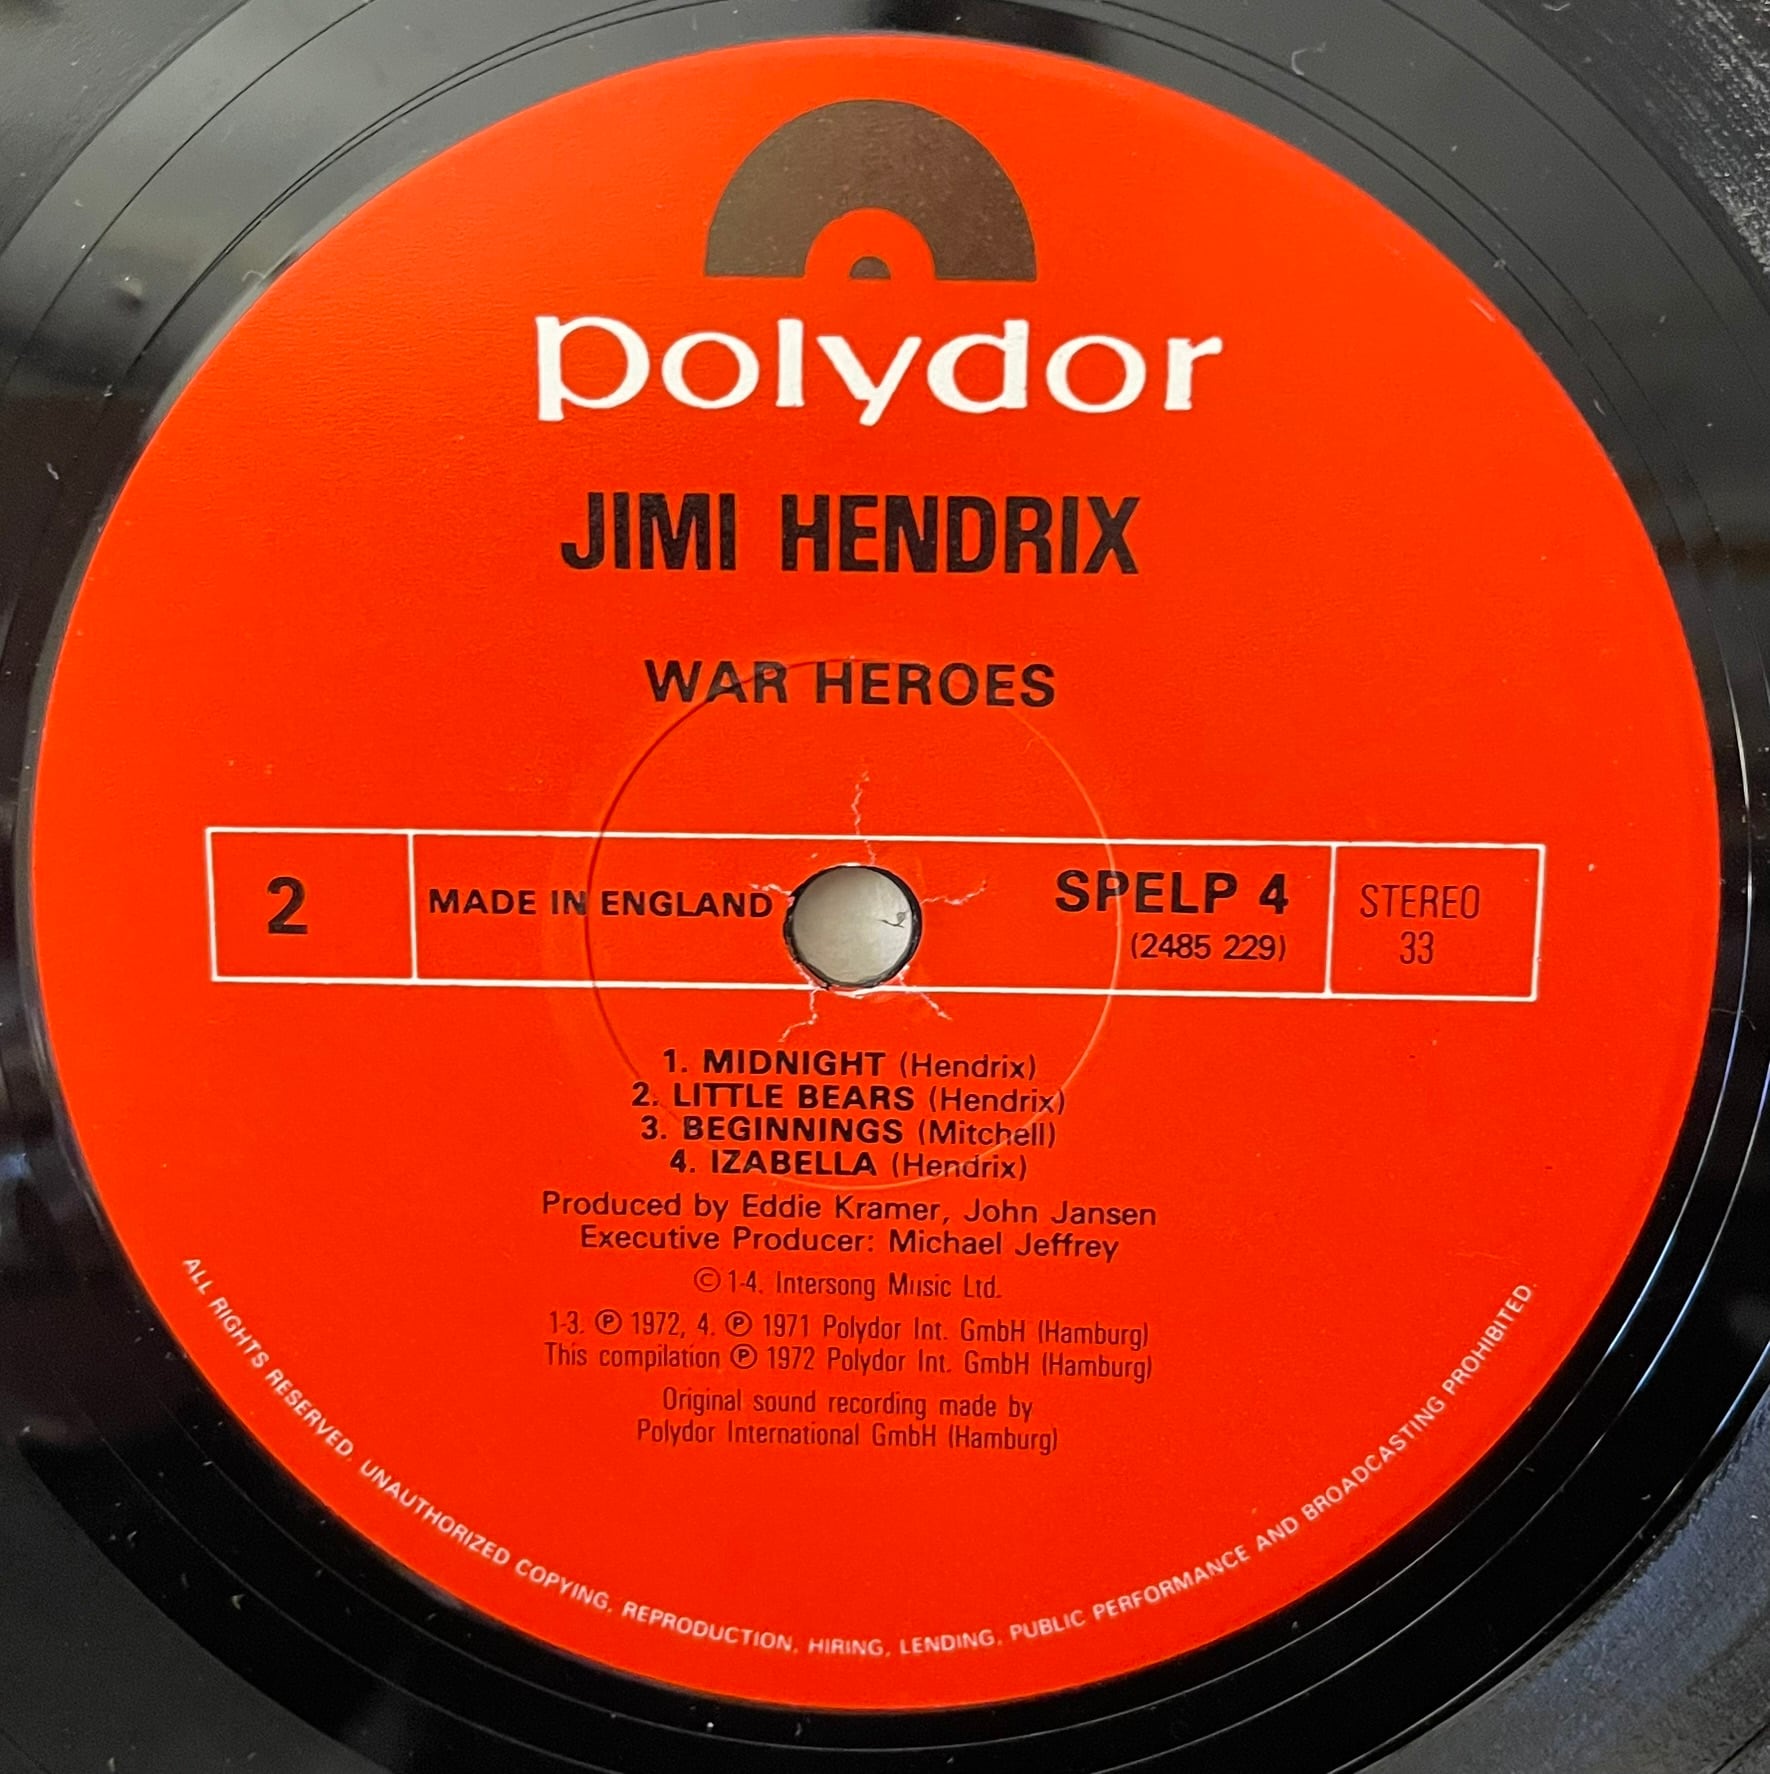 polydor
JIMI HENDRIX
WAR HEROES
2
MADE IN ENGLAND
SPELP 4
(2485 229)
STEREO
33
1. MIDNIGHT (Hendrix)
2. LITTLE BEARS (Hendrix)
3. BEGINNINGS (Mitchell)
4. IZABELLA (Hendrix)
Produced by Eddie Kramer, John Jansen
Executive Producer: Michael Jeffrey
© 1-4. Intersong Music Ltd.
1-3. ℗ 1972, 4. ℗ 1971 Polydor Int. GmbH (Hamburg)
This compilation ℗ 1972 Polydor Int. GmbH (Hamburg)
Original sound recording made by
Polydor International GmbH (Hamburg)
ALL RIGHTS RESERVED. UNAUTHORIZED COPYING, REPRODUCTION, HIRING, LENDING, PUBLIC PERFORMANCE AND BROADCASTING PROHIBITED.